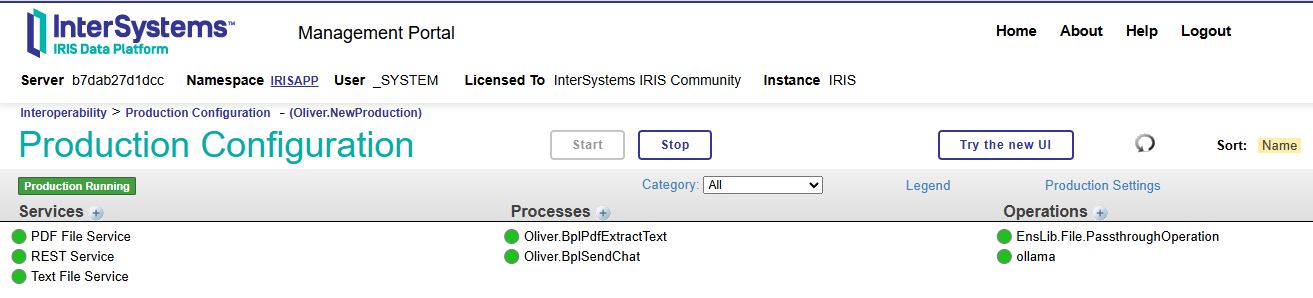 InterSystems™
IRIS Data Platform
Management Portal
Home About Help Logout
Server b7dab27d1dcc Namespace IRISAPP User _SYSTEM Licensed To InterSystems IRIS Community Instance IRIS
Interoperability > Production Configuration - (Oliver.NewProduction)
Production Configuration
Start Stop Try the new UI Sort: Name
Production Running Category: All Legend Production Settings
Services Processes Operations
PDF File Service Oliver.BplPdfExtractText EnsLib.File.PassthroughOperation
REST Service Oliver.BplSendChat ollama
Text File Service